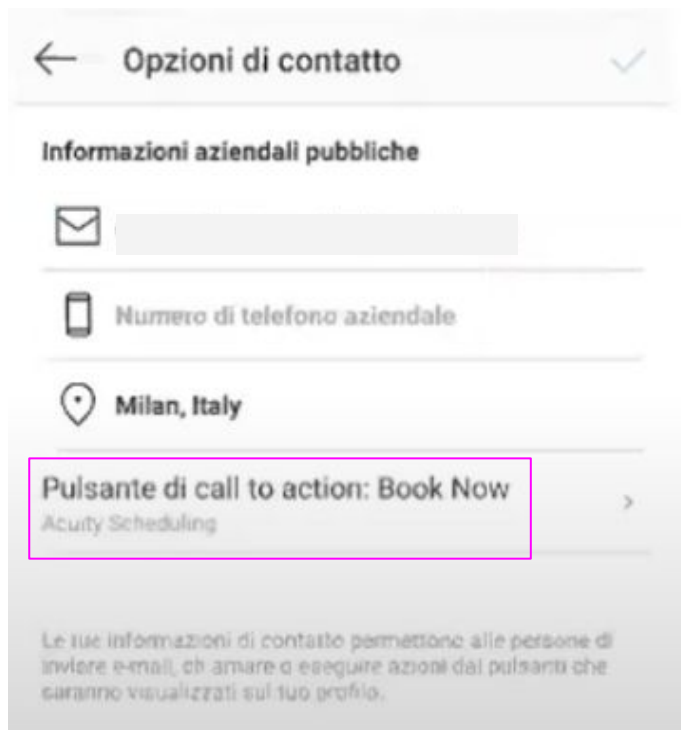 Opzioni di contatto
Informazioni aziendali pubbliche
Numero di telefono aziendale
Milan, Italy
Pulsante di call to action: Book Now
Acuity Scheduling
Le tue informazioni di contatto permettono alle persone di
inviare e-mail, chiamare o eseguire azioni dai pulsanti che
saranno visualizzati sul tuo profilo.